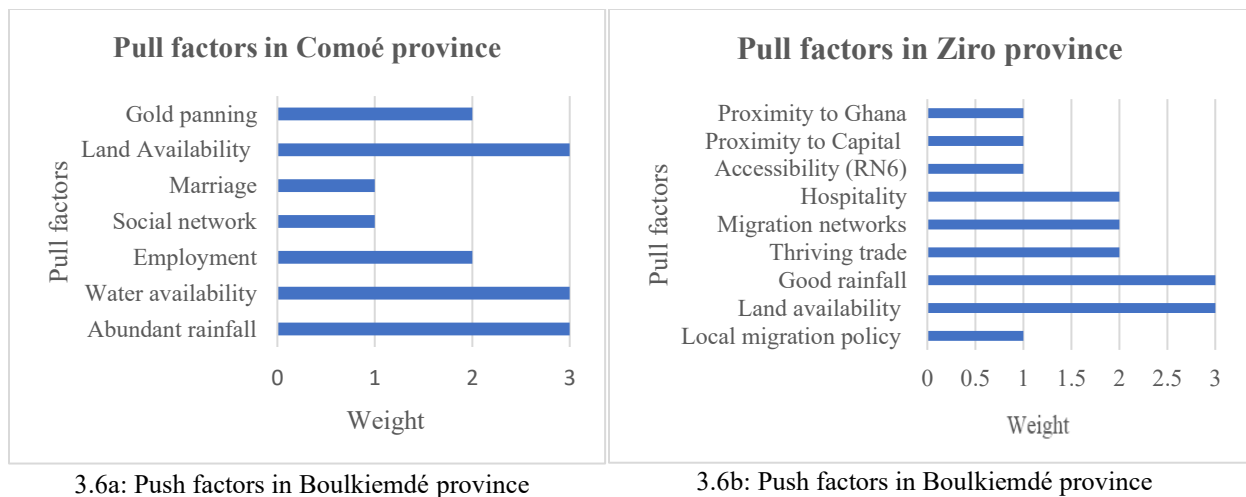 Pull factors in Comoé province
Pull factors
Gold panning
Land Availability
Marriage
Social network
Employment
Water availability
Abundant rainfall
0 1 2 3
Weight
3.6a: Push factors in Boulkiemdé province
Pull factors in Ziro province
Pull factors
Proximity to Ghana
Proximity to Capital
Accessibility (RN6)
Hospitality
Migration networks
Thriving trade
Good rainfall
Land availability
Local migration policy
0 0.5 1 1.5 2 2.5 3
Weight
3.6b: Push factors in Boulkiemdé province